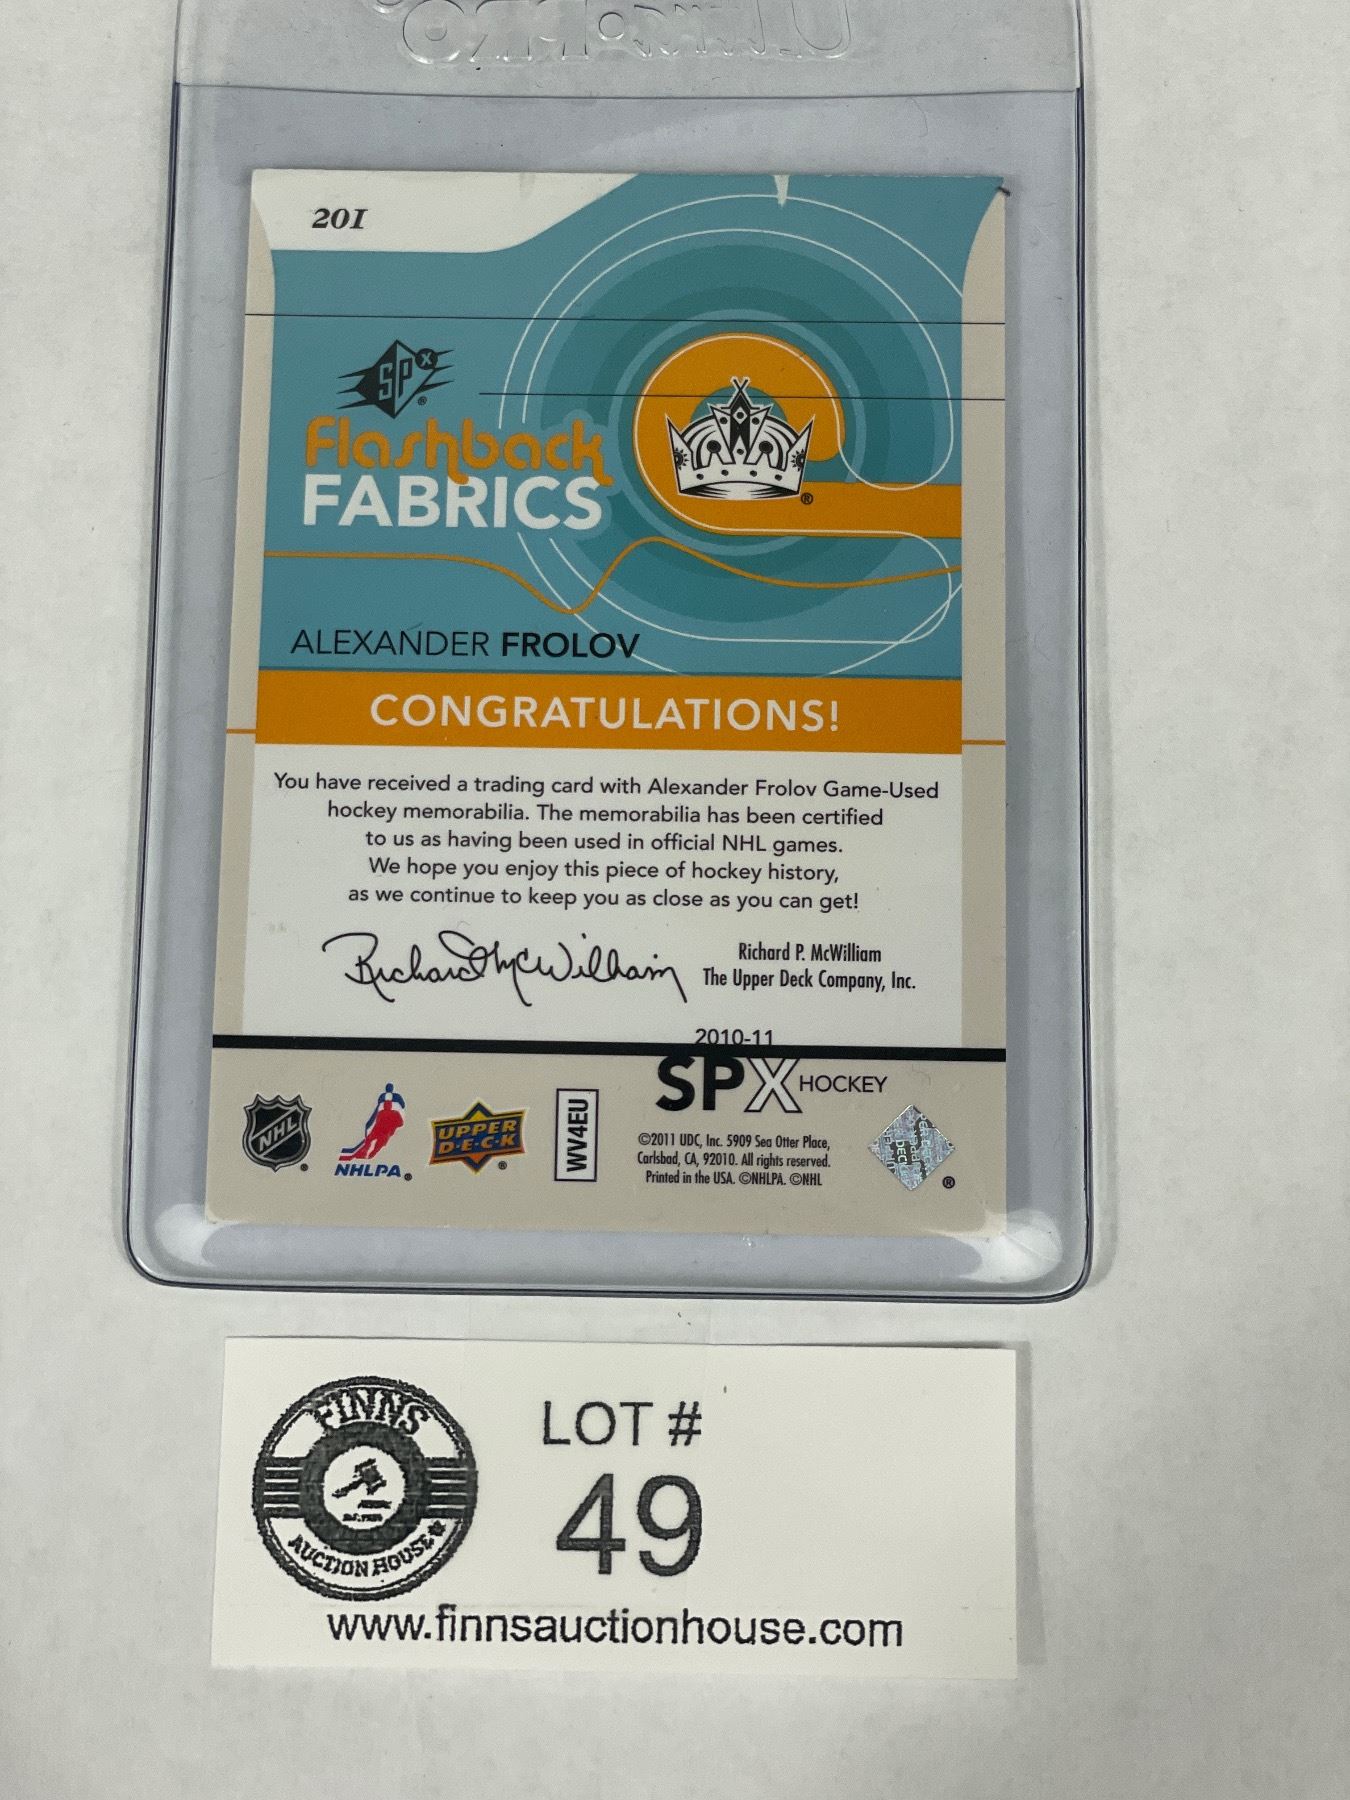 201
SPX
Flashback
FABRICS
ALEXANDER FROLOV
CONGRATULATIONS!
You have received a trading card with Alexander Frolov Game-Used
hockey memorabilia. The memorabilia has been certified
to us as having been used in official NHL games.
We hope you enjoy this piece of hockey history,
as we continue to keep you as close as you can get!
Richard McWilliam
Richard P. McWilliam
The Upper Deck Company, Inc.
2010-11
SPX HOCKEY
NHL
NHLPA
UPPER
D·E·C·K
WV4EU
©2011 UDC, Inc. 5909 Sea Otter Place,
Carlsbad, CA, 92010. All rights reserved.
Printed in the USA. ©NHLPA. ©NHL
FINNS
AUCTION HOUSE
LOT #
49
www.finnsauctionhouse.com